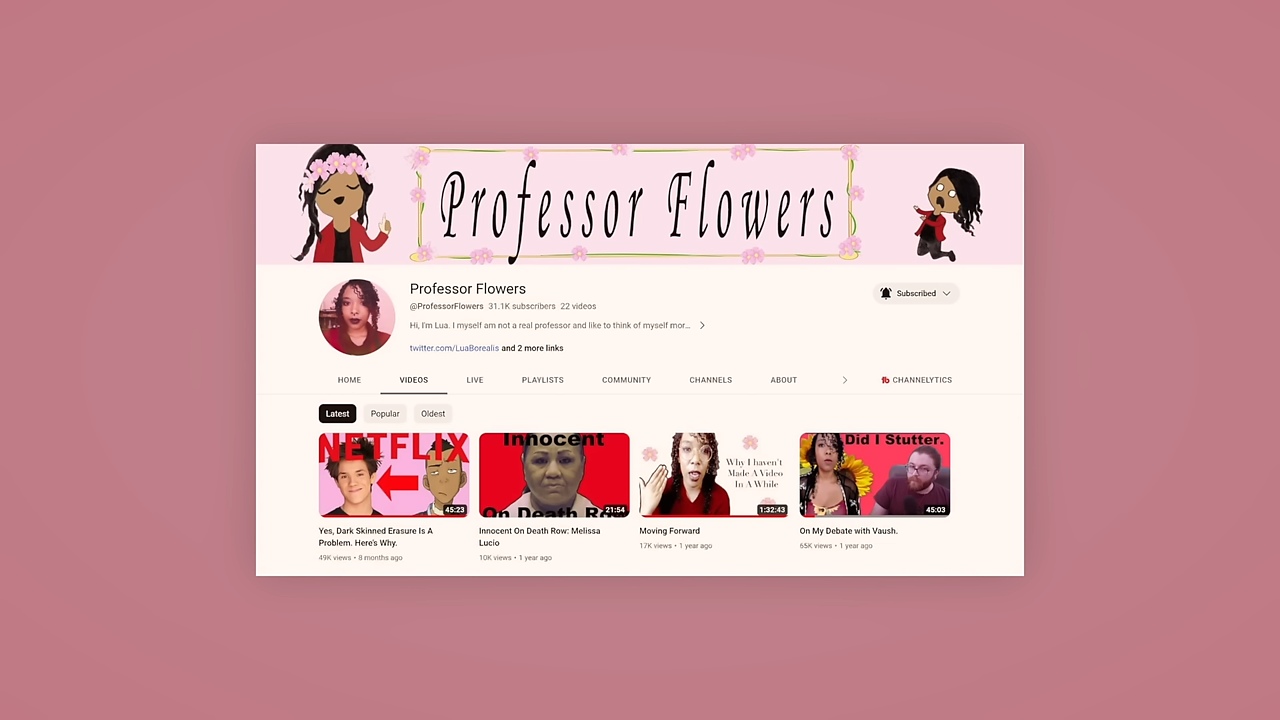 Professor Flowers
Professor Flowers
@ProfessorFlowers 31.1K subscribers 22 videos
Hi, I'm Lua. I myself am not a real professor and like to think of myself mor...
twitter.com/LuaBorealis and 2 more links
Subscribed
HOME VIDEOS LIVE PLAYLISTS COMMUNITY CHANNELS ABOUT CHANNELYTICS
Latest Popular Oldest
NETFLIX
45:23
Innocent
On Death Row
21:54
Why I haven't
Made A Video
In A While
1:32:43
Did I Stutter.
45:03
Yes, Dark Skinned Erasure Is A
Problem. Here's Why.
49K views • 8 months ago
Innocent On Death Row: Melissa
Lucio
10K views • 1 year ago
Moving Forward
17K views • 1 year ago
On My Debate with Vaush.
65K views • 1 year ago